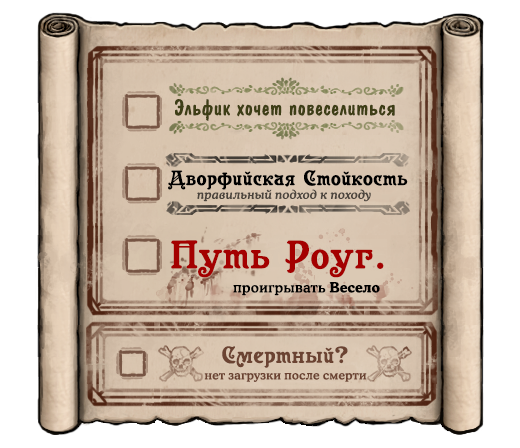 Эльфик хочет повеселиться
Дворфийская Стойкость
правильный подход к походу
Путь Роуг.
проигрывать Весело
Смертный?
нет загрузки после смерти